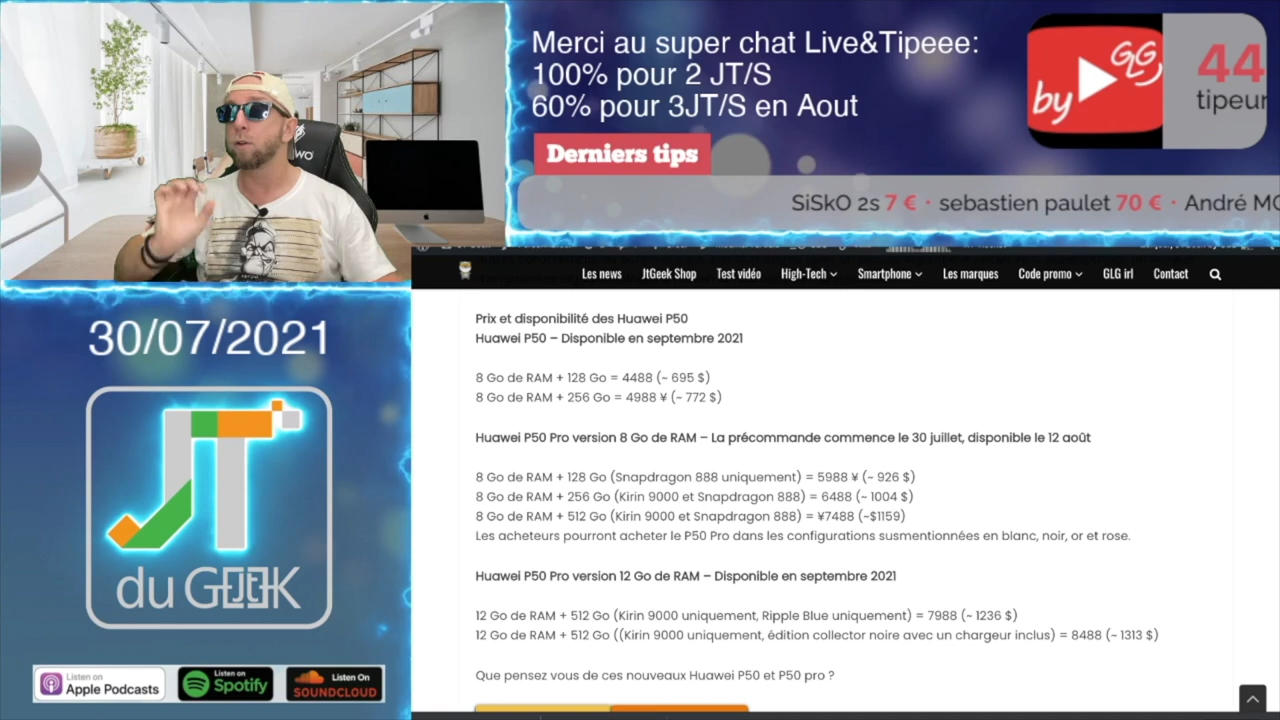 Merci au super chat Live&Tipeee:
100% pour 2 JT/S
60% pour 3JT/S en Aout
by GLG
44
tipeur
Derniers tips
SiSkO 2s 7 € · sebastien paulet 70 € · André MO
Les news JtGeek Shop Test vidéo High-Tech Smartphone Les marques Code promo GLG irl Contact
30/07/2021
JT
du GEEK
Jt
Listen on
Apple Podcasts
Listen on
Spotify
Listen On
SOUNDCLOUD
Prix et disponibilité des Huawei P50
Huawei P50 – Disponible en septembre 2021
8 Go de RAM + 128 Go = 4488 (~ 695 $)
8 Go de RAM + 256 Go = 4988 ¥ (~ 772 $)
Huawei P50 Pro version 8 Go de RAM – La précommande commence le 30 juillet, disponible le 12 août
8 Go de RAM + 128 Go (Snapdragon 888 uniquement) = 5988 ¥ (~ 926 $)
8 Go de RAM + 256 Go (Kirin 9000 et Snapdragon 888) = 6488 (~ 1004 $)
8 Go de RAM + 512 Go (Kirin 9000 et Snapdragon 888) = ¥7488 (~$1159)
Les acheteurs pourront acheter le P50 Pro dans les configurations susmentionnées en blanc, noir, or et rose.
Huawei P50 Pro version 12 Go de RAM – Disponible en septembre 2021
12 Go de RAM + 512 Go (Kirin 9000 uniquement, Ripple Blue uniquement) = 7988 (~ 1236 $)
12 Go de RAM + 512 Go ((Kirin 9000 uniquement, édition collector noire avec un chargeur inclus) = 8488 (~ 1313 $)
Que pensez vous de ces nouveaux Huawei P50 et P50 pro ?